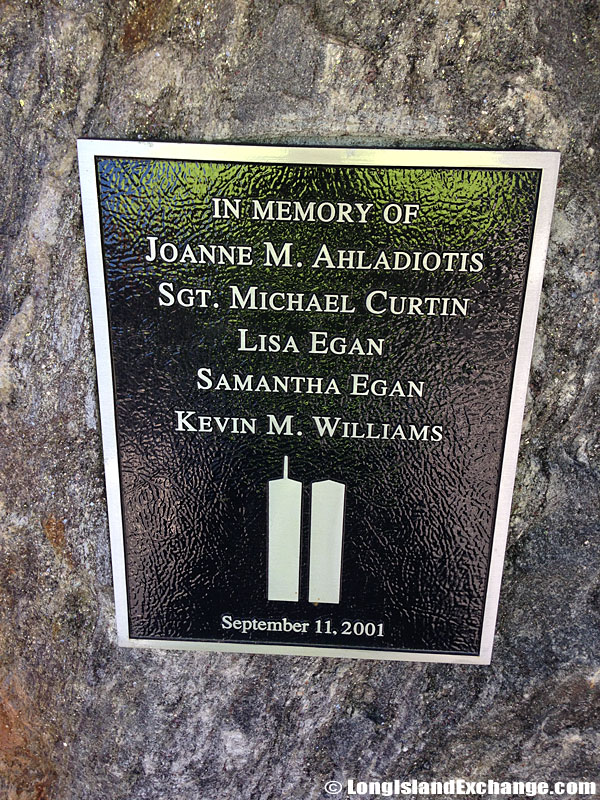 IN MEMORY OF
JOANNE M. AHLADIOTIS
SGT. MICHAEL CURTIN
LISA EGAN
SAMANTHA EGAN
KEVIN M. WILLIAMS
September 11, 2001
© LongIslandExchange.com